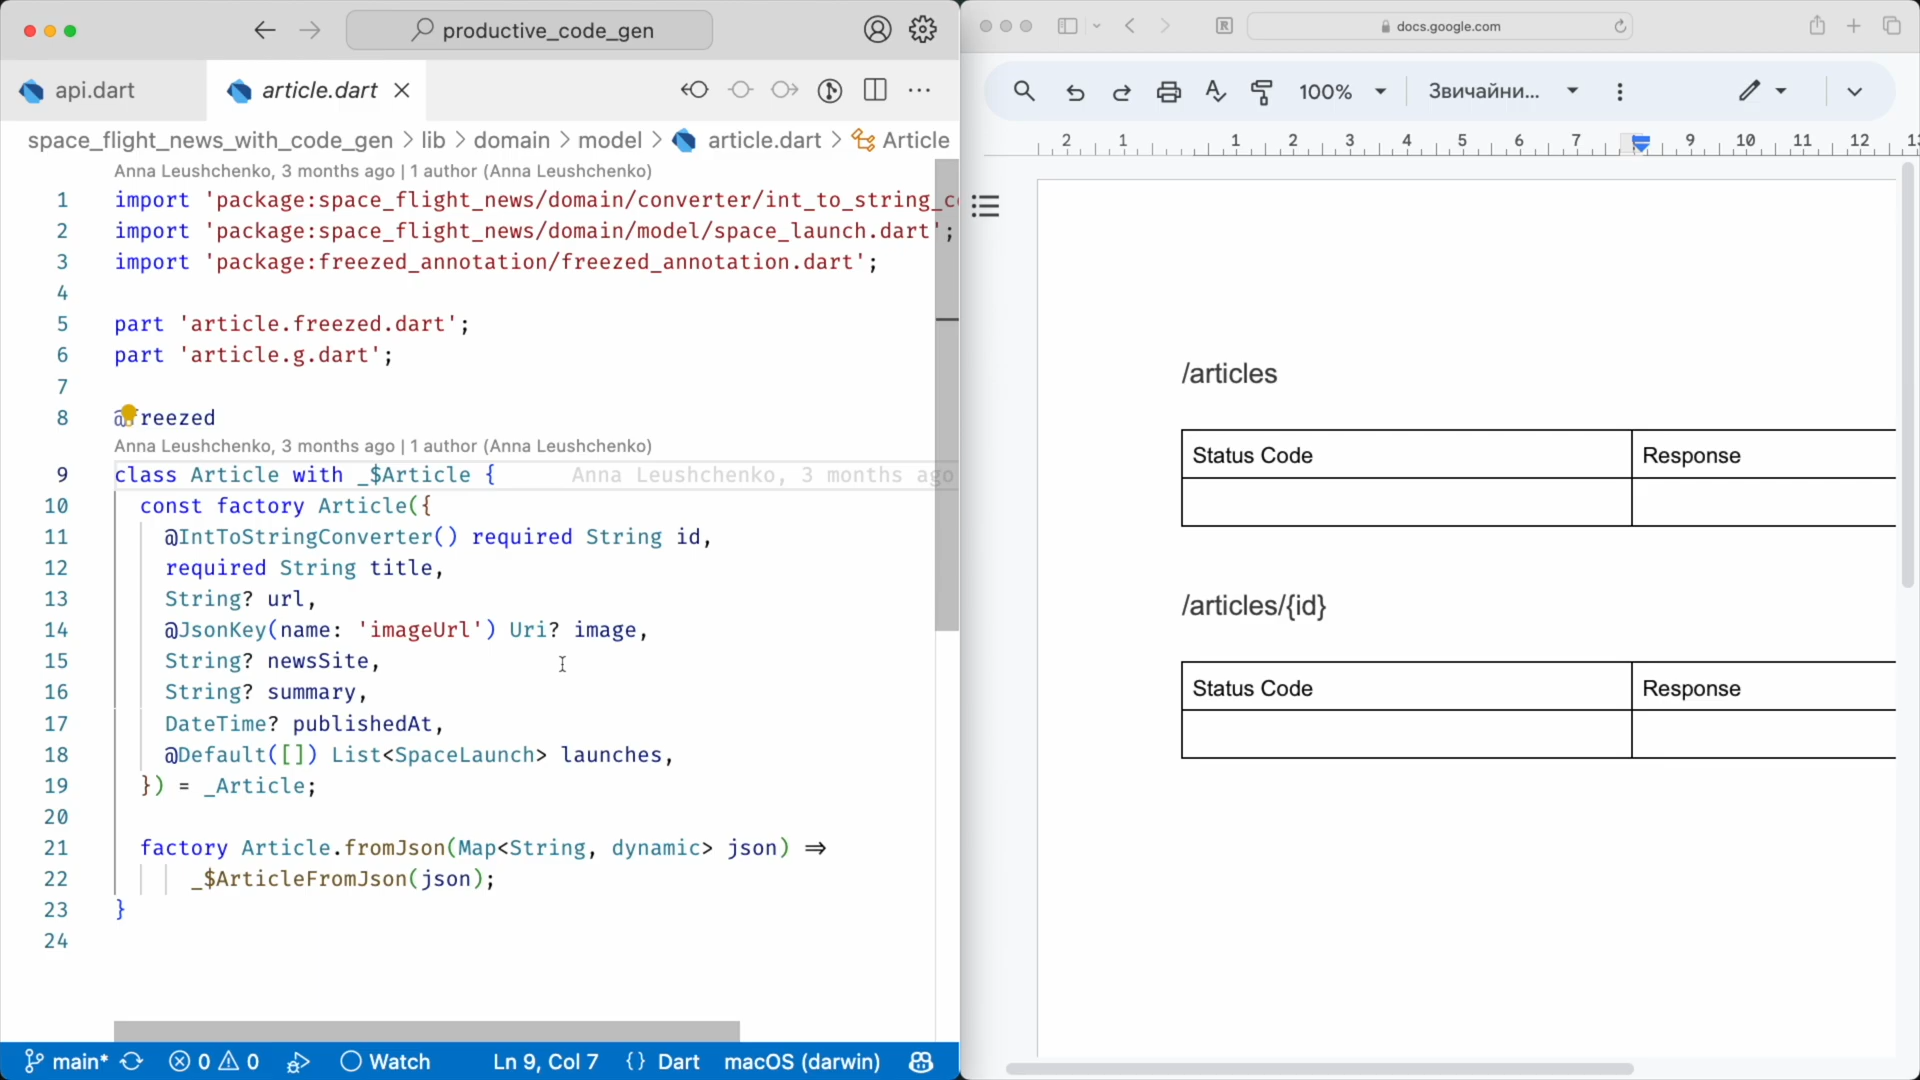 productive_code_gen
api.dart
article.dart
space_flight_news_with_code_gen > lib > domain > model > article.dart > Article
Anna Leushchenko, 3 months ago | 1 author (Anna Leushchenko)
1 import 'package:space_flight_news/domain/converter/int_to_string_c
2 import 'package:space_flight_news/domain/model/space_launch.dart';
3 import 'package:freezed_annotation/freezed_annotation.dart';
4
5 part 'article.freezed.dart';
6 part 'article.g.dart';
7
8 @freezed
Anna Leushchenko, 3 months ago | 1 author (Anna Leushchenko)
9 class Article with _$Article { Anna Leushchenko, 3 months ago
10 const factory Article({
11 @IntToStringConverter() required String id,
12 required String title,
13 String? url,
14 @JsonKey(name: 'imageUrl') Uri? image,
15 String? newsSite,
16 String? summary,
17 DateTime? publishedAt,
18 @Default([]) List<SpaceLaunch> launches,
19 }) = _Article;
20
21 factory Article.fromJson(Map<String, dynamic> json) =>
22 _$ArticleFromJson(json);
23 }
24
main* 0 0 Watch Ln 9, Col 7 {} Dart macOS (darwin)
docs.google.com
100% Звичайни...
2 1 1 2 3 4 5 6 7 9 10 11 12 13
/articles
Status Code Response
/articles/{id}
Status Code Response